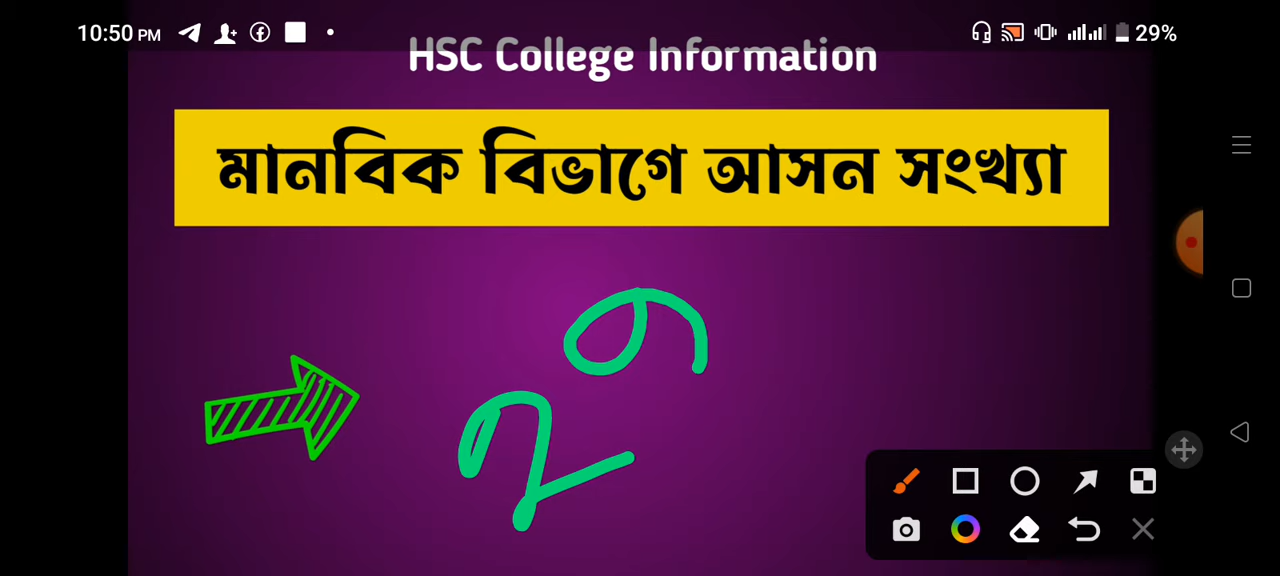 10:50 PM 29%
HSC College Information
মানবিক বিভাগে আসন সংখ্যা